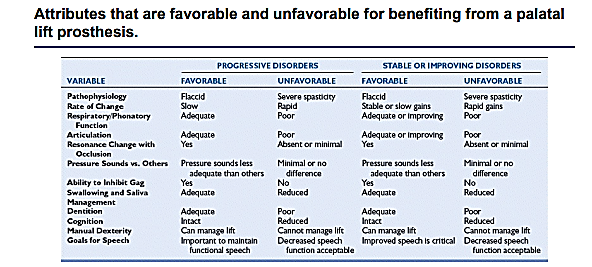 Attributes that are favorable and unfavorable for benefiting from a palatal
lift prosthesis.
PROGRESSIVE DISORDERS STABLE OR IMPROVING DISORDERS
VARIABLE FAVORABLE UNFAVORABLE FAVORABLE UNFAVORABLE
Pathophysiology Flaccid Severe spasticity Flaccid Severe spasticity
Rate of Change Slow Rapid Stable or slow gains Rapid gains
Respiratory/Phonatory Adequate Poor Adequate or improving Poor
Function
Articulation Adequate Poor Adequate or improving Poor
Resonance Change with Yes Absent or minimal Yes Absent or minimal
Occlusion
Pressure Sounds vs. Others Pressure sounds less Minimal or no Pressure sounds less Minimal or no
adequate than others difference adequate than others difference
Ability to Inhibit Gag Yes No Yes No
Swallowing and Saliva Adequate Reduced Adequate Reduced
Management
Dentition Adequate Poor Adequate Poor
Cognition Intact Reduced Intact Reduced
Manual Dexterity Can manage lift Cannot manage lift Can manage lift Cannot manage lift
Goals for Speech Important to maintain Decreased speech Improved speech is critical Decreased speech
functional speech function acceptable function acceptable